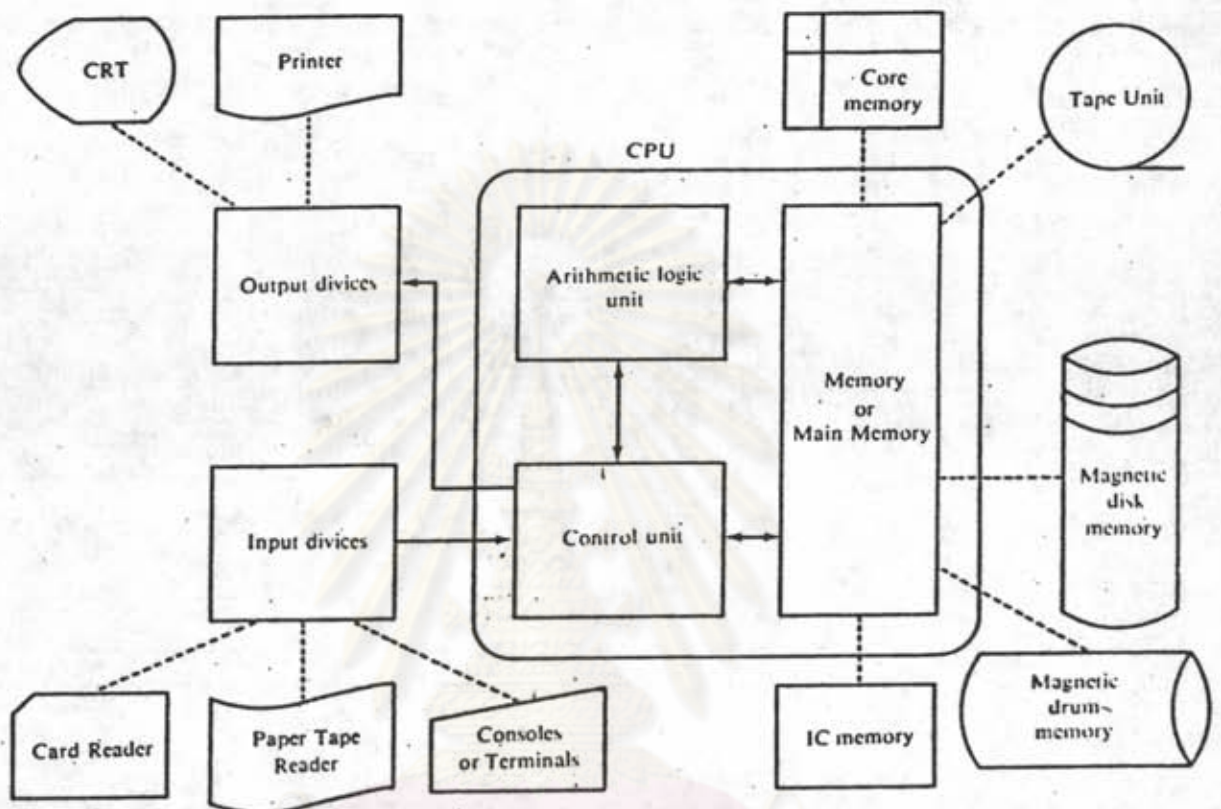 CRT
Printer
Core
memory
Tape Unit
CPU
Output divices
Arithmetic logic
unit
Memory
or
Main Memory
Magnetic
disk
memory
Input divices
Control unit
Card Reader
Paper Tape
Reader
Consoles
or Terminals
IC memory
Magnetic
drum
memory